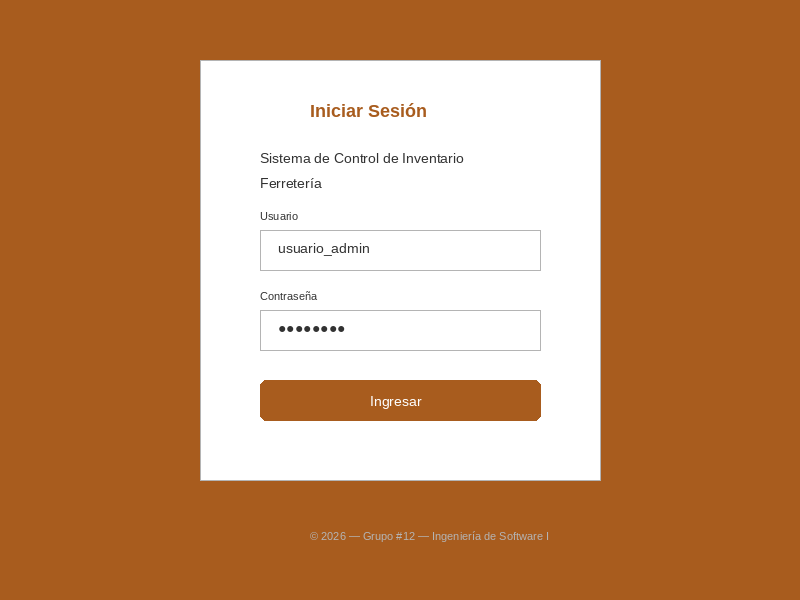 Iniciar Sesión
Sistema de Control de Inventario
Ferretería
Usuario
usuario_admin
Contraseña
●●●●●●●●
Ingresar
© 2026 — Grupo #12 — Ingeniería de Software I